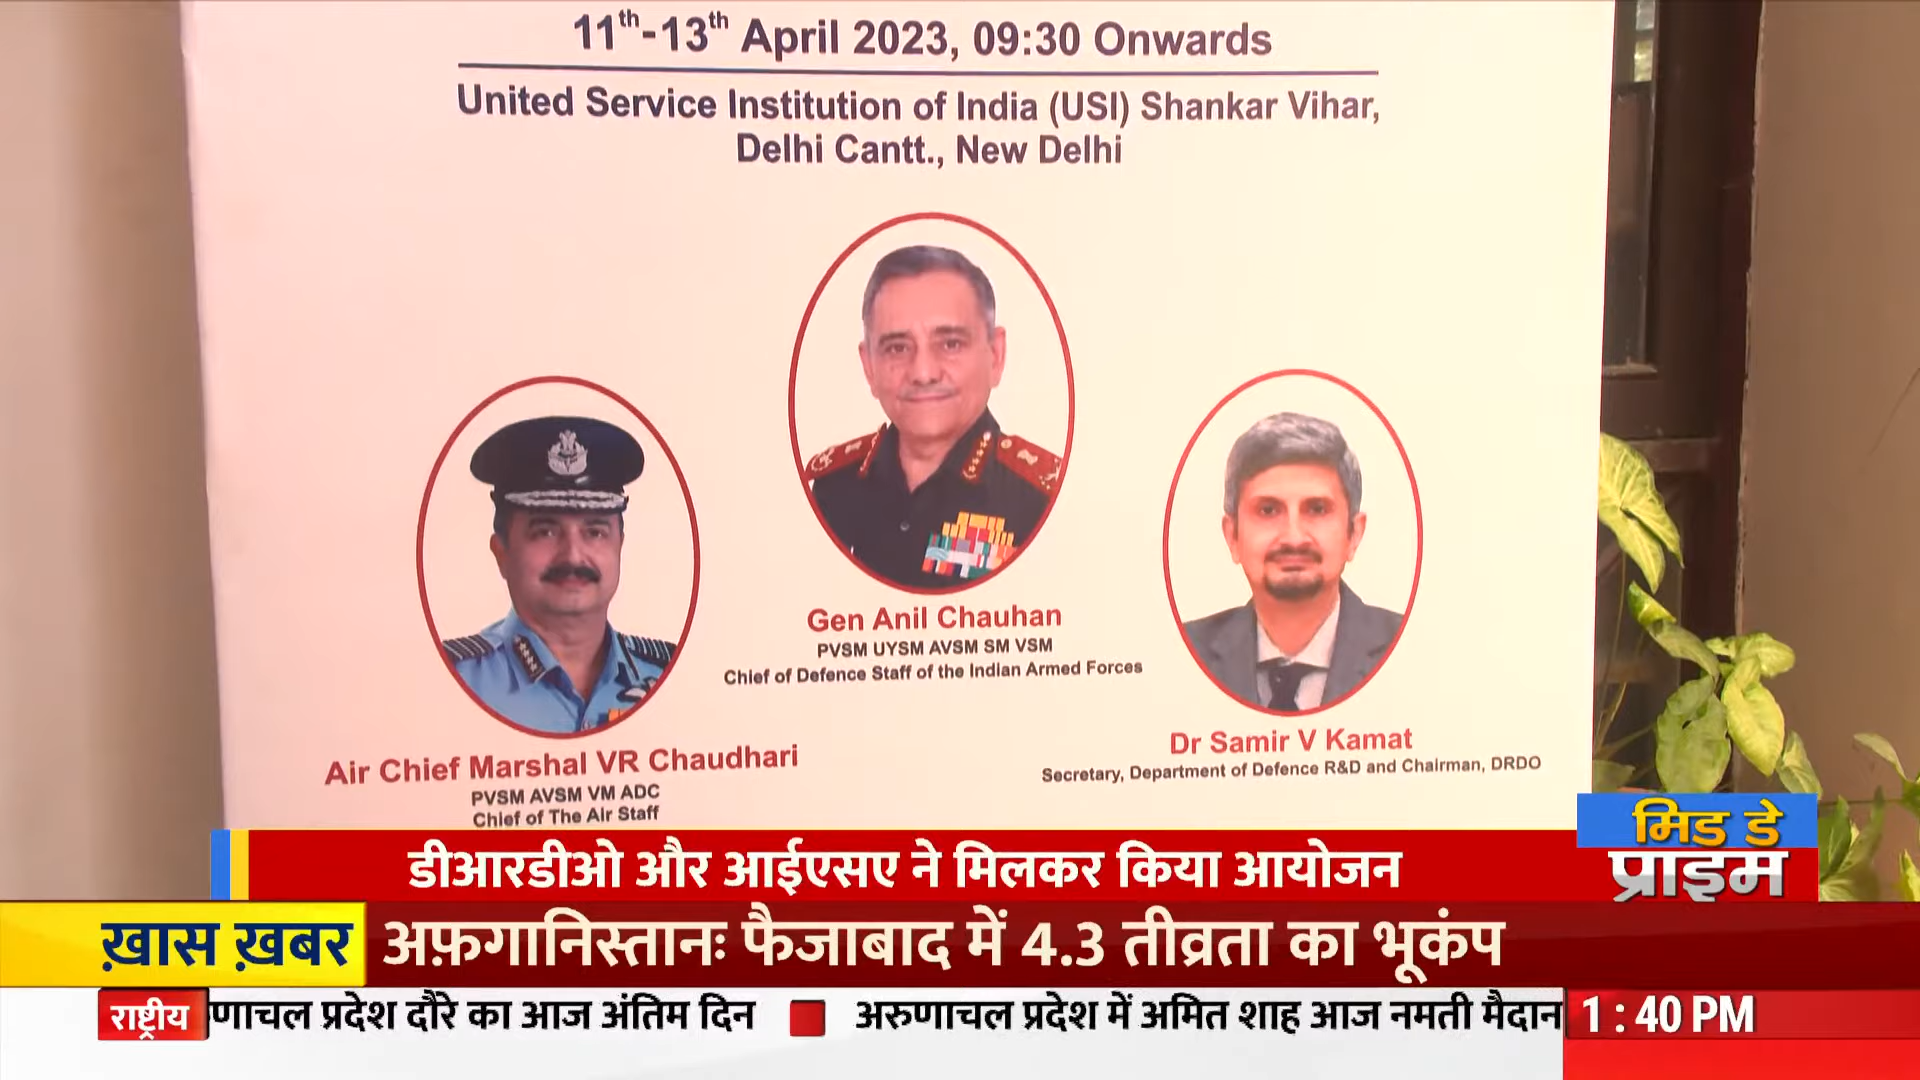 11th-13th April 2023, 09:30 Onwards
United Service Institution of India (USI) Shankar Vihar,
Delhi Cantt., New Delhi
Gen Anil Chauhan
PVSM UYSM AVSM SM VSM
Chief of Defence Staff of the Indian Armed Forces
Air Chief Marshal VR Chaudhari
PVSM AVSM VM ADC
Chief of The Air Staff
Dr Samir V Kamat
Secretary, Department of Defence R&D and Chairman, DRDO
मिड डे
प्राइम
डीआरडीओ और आईएसए ने मिलकर किया आयोजन
ख़ास ख़बर अफ़गानिस्तानः फैजाबाद में 4.3 तीव्रता का भूकंप
राष्ट्रीय णाचल प्रदेश दौरे का आज अंतिम दिन अरुणाचल प्रदेश में अमित शाह आज नमती मैदान 1 : 40 PM